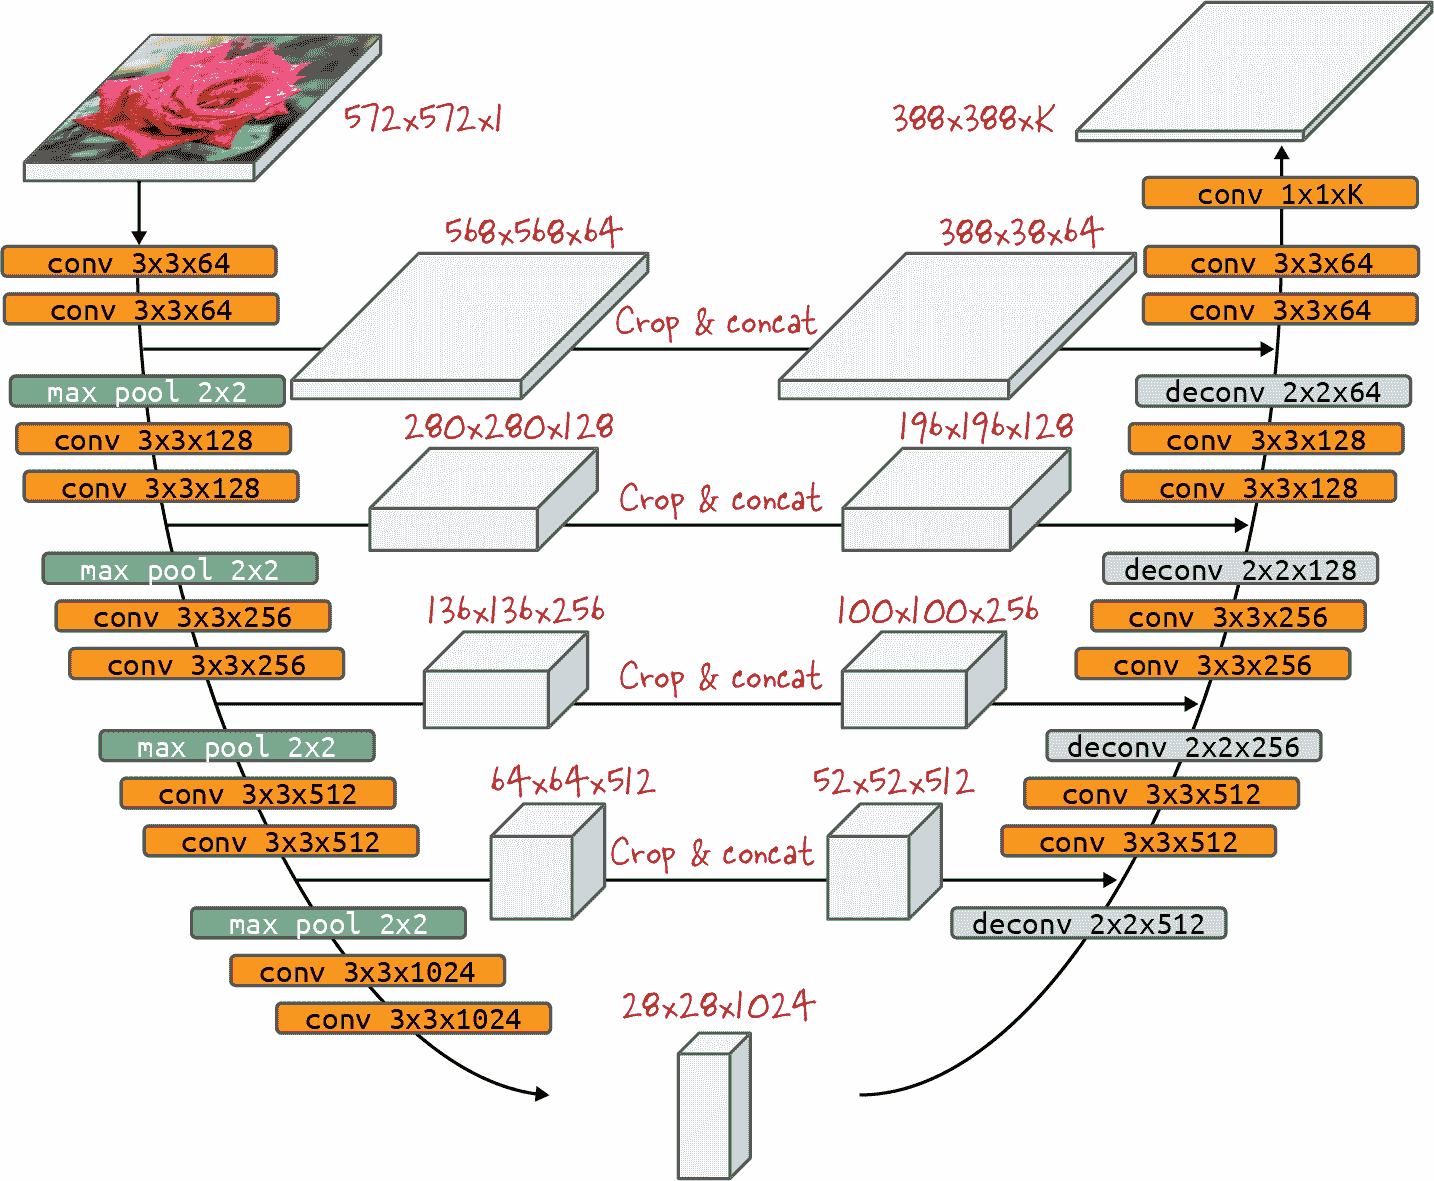 572x572x1
388x388xK
conv 1x1xK
568x568x64
388x38x64
conv 3x3x64
conv 3x3x64
conv 3x3x64
conv 3x3x64
Crop & concat
max pool 2x2
deconv 2x2x64
280x280x128
196x196x128
conv 3x3x128
conv 3x3x128
conv 3x3x128
conv 3x3x128
Crop & concat
max pool 2x2
deconv 2x2x128
136x136x256
100x100x256
conv 3x3x256
conv 3x3x256
conv 3x3x256
conv 3x3x256
Crop & concat
max pool 2x2
deconv 2x2x256
64x64x512
52x52x512
conv 3x3x512
conv 3x3x512
conv 3x3x512
conv 3x3x512
Crop & concat
max pool 2x2
deconv 2x2x512
conv 3x3x1024
28x28x1024
conv 3x3x1024